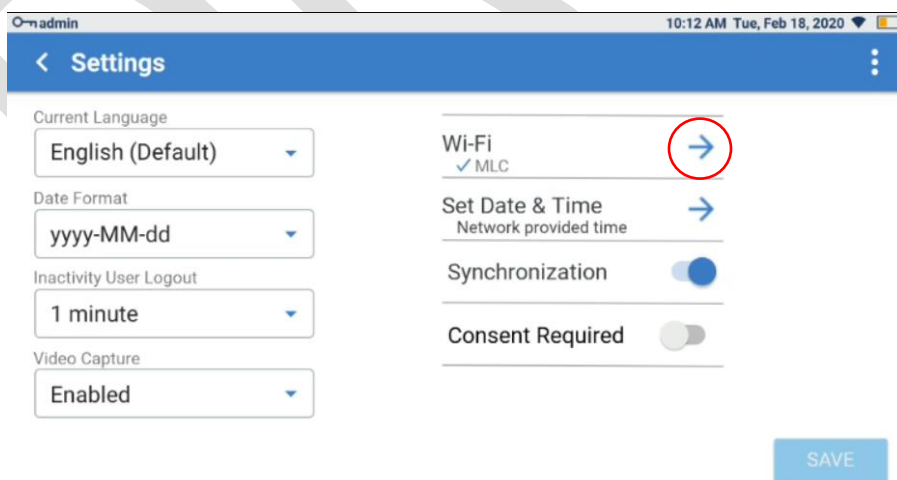 admin
10:12 AM Tue, Feb 18, 2020
Settings
Current Language
English (Default)
Date Format
yyyy-MM-dd
Inactivity User Logout
1 minute
Video Capture
Enabled
Wi-Fi
MLC
Set Date & Time
Network provided time
Synchronization
Consent Required
SAVE